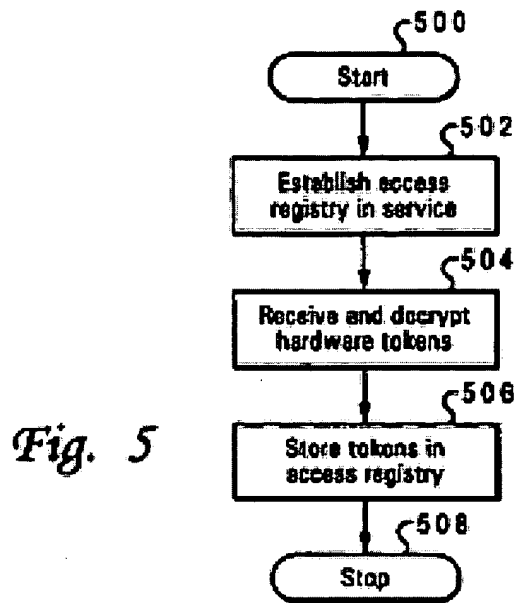 500
Start
502
Establish access
registry in service
504
Receive and decrypt
hardware tokens
506
Store tokens in
access registry
508
Stop
Fig. 5